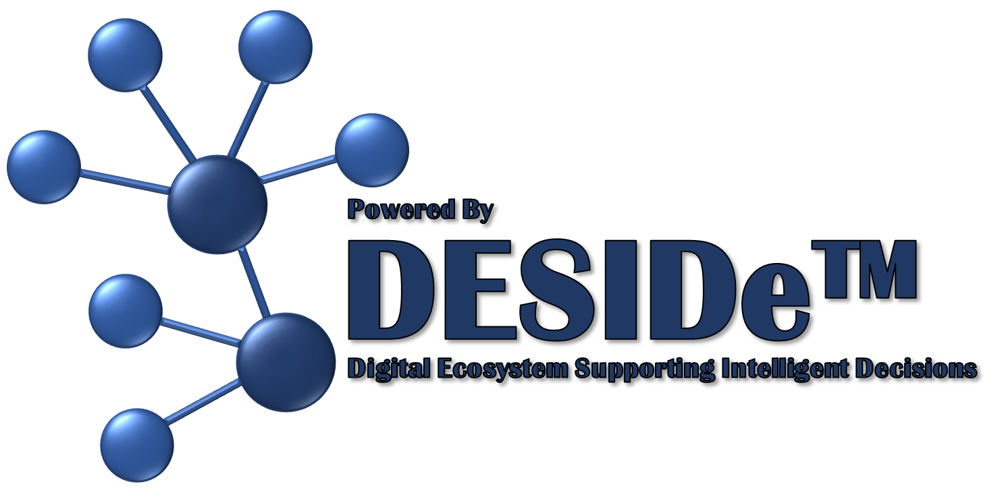 Powered By
DESIDe™
Digital Ecosystem Supporting Intelligent Decisions